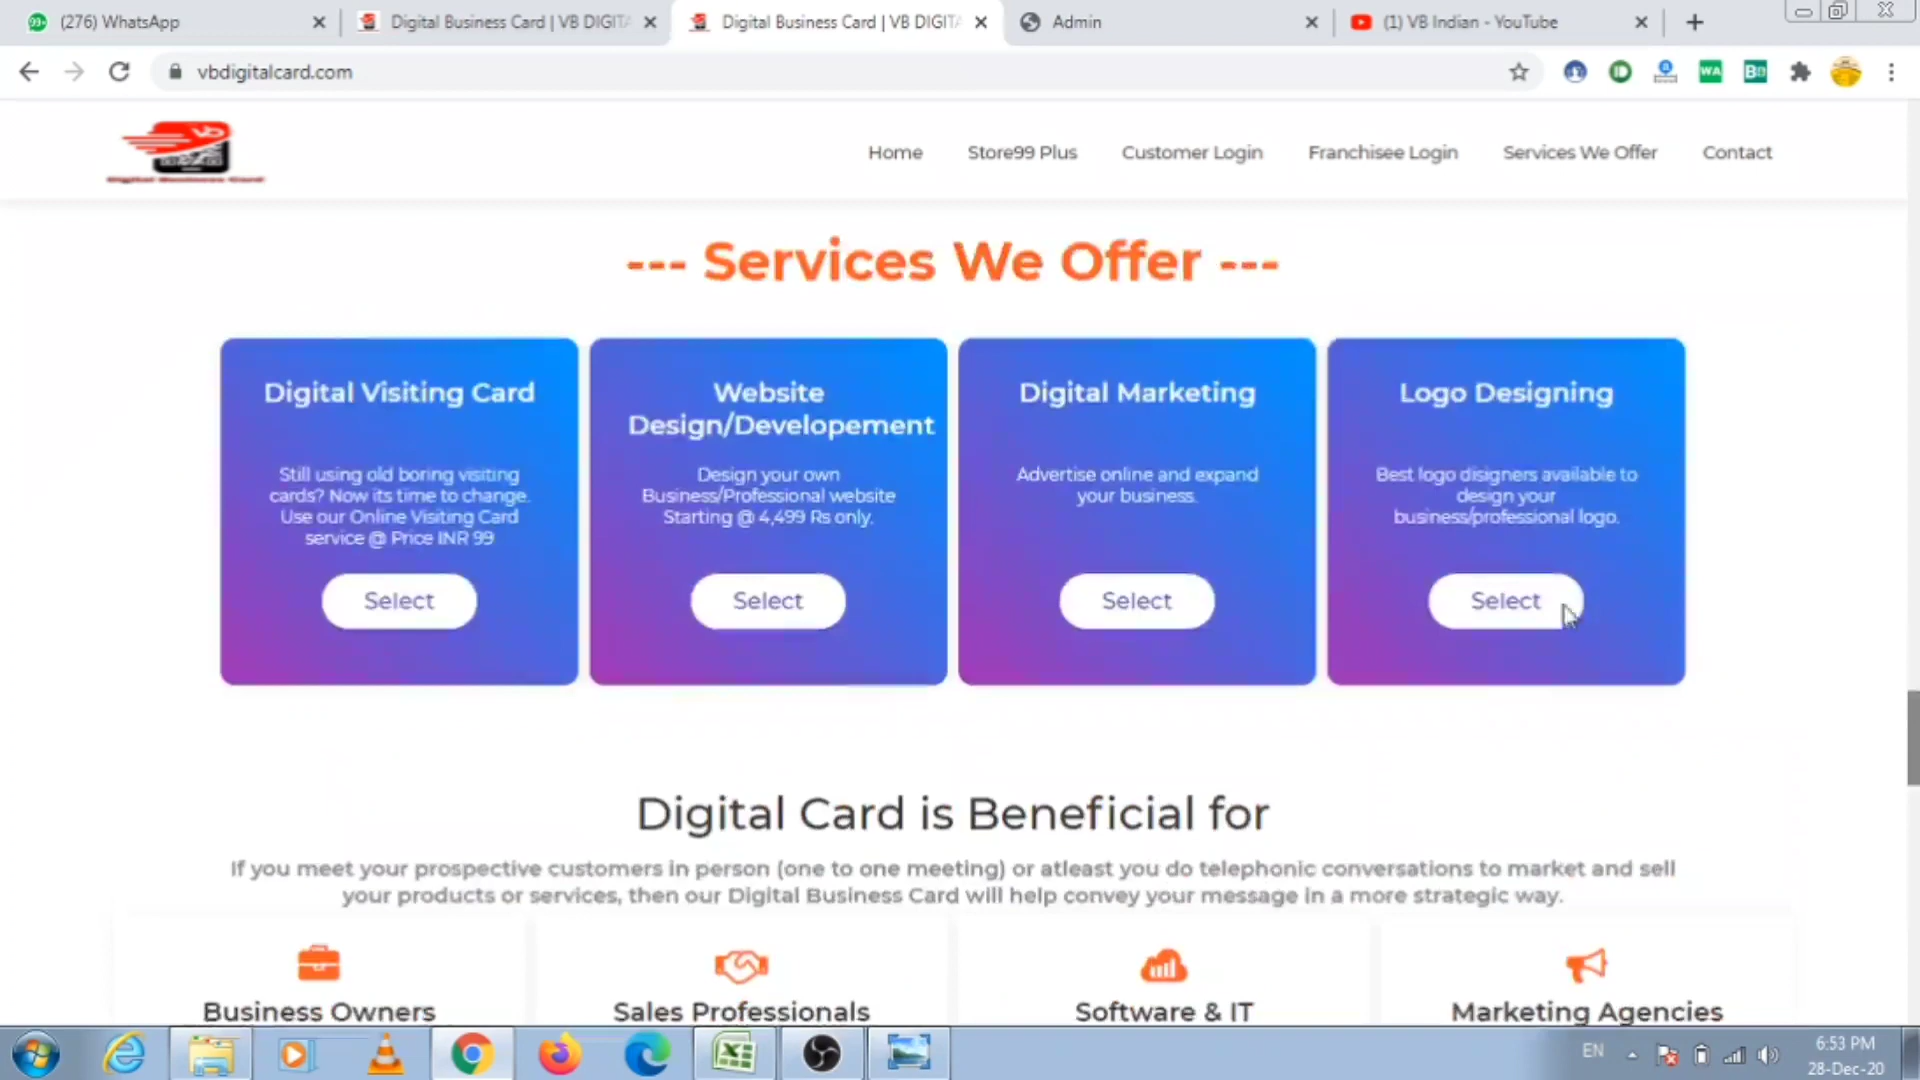 (276) WhatsApp
Digital Business Card | VB DIGITA
Digital Business Card | VB DIGITA
Admin
(1) VB Indian - YouTube
vbdigitalcard.com
WA
Digital Business Card
Home
Store99 Plus
Customer Login
Franchisee Login
Services We Offer
Contact
--- Services We Offer ---
Digital Visiting Card
Still using old boring visiting
cards? Now its time to change.
Use our Online Visiting Card
service @ Price INR 99
Select
Website
Design/Developement
Design your own
Business/Professional website
Starting @ 4,499 Rs only.
Select
Digital Marketing
Advertise online and expand
your business.
Select
Logo Designing
Best logo disigners available to
design your
business/professional logo.
Select
Digital Card is Beneficial for
If you meet your prospective customers in person (one to one meeting) or atleast you do telephonic conversations to market and sell
your products or services, then our Digital Business Card will help convey your message in a more strategic way.
Business Owners
Sales Professionals
Software & IT
Marketing Agencies
EN
6:53 PM
28-Dec-20